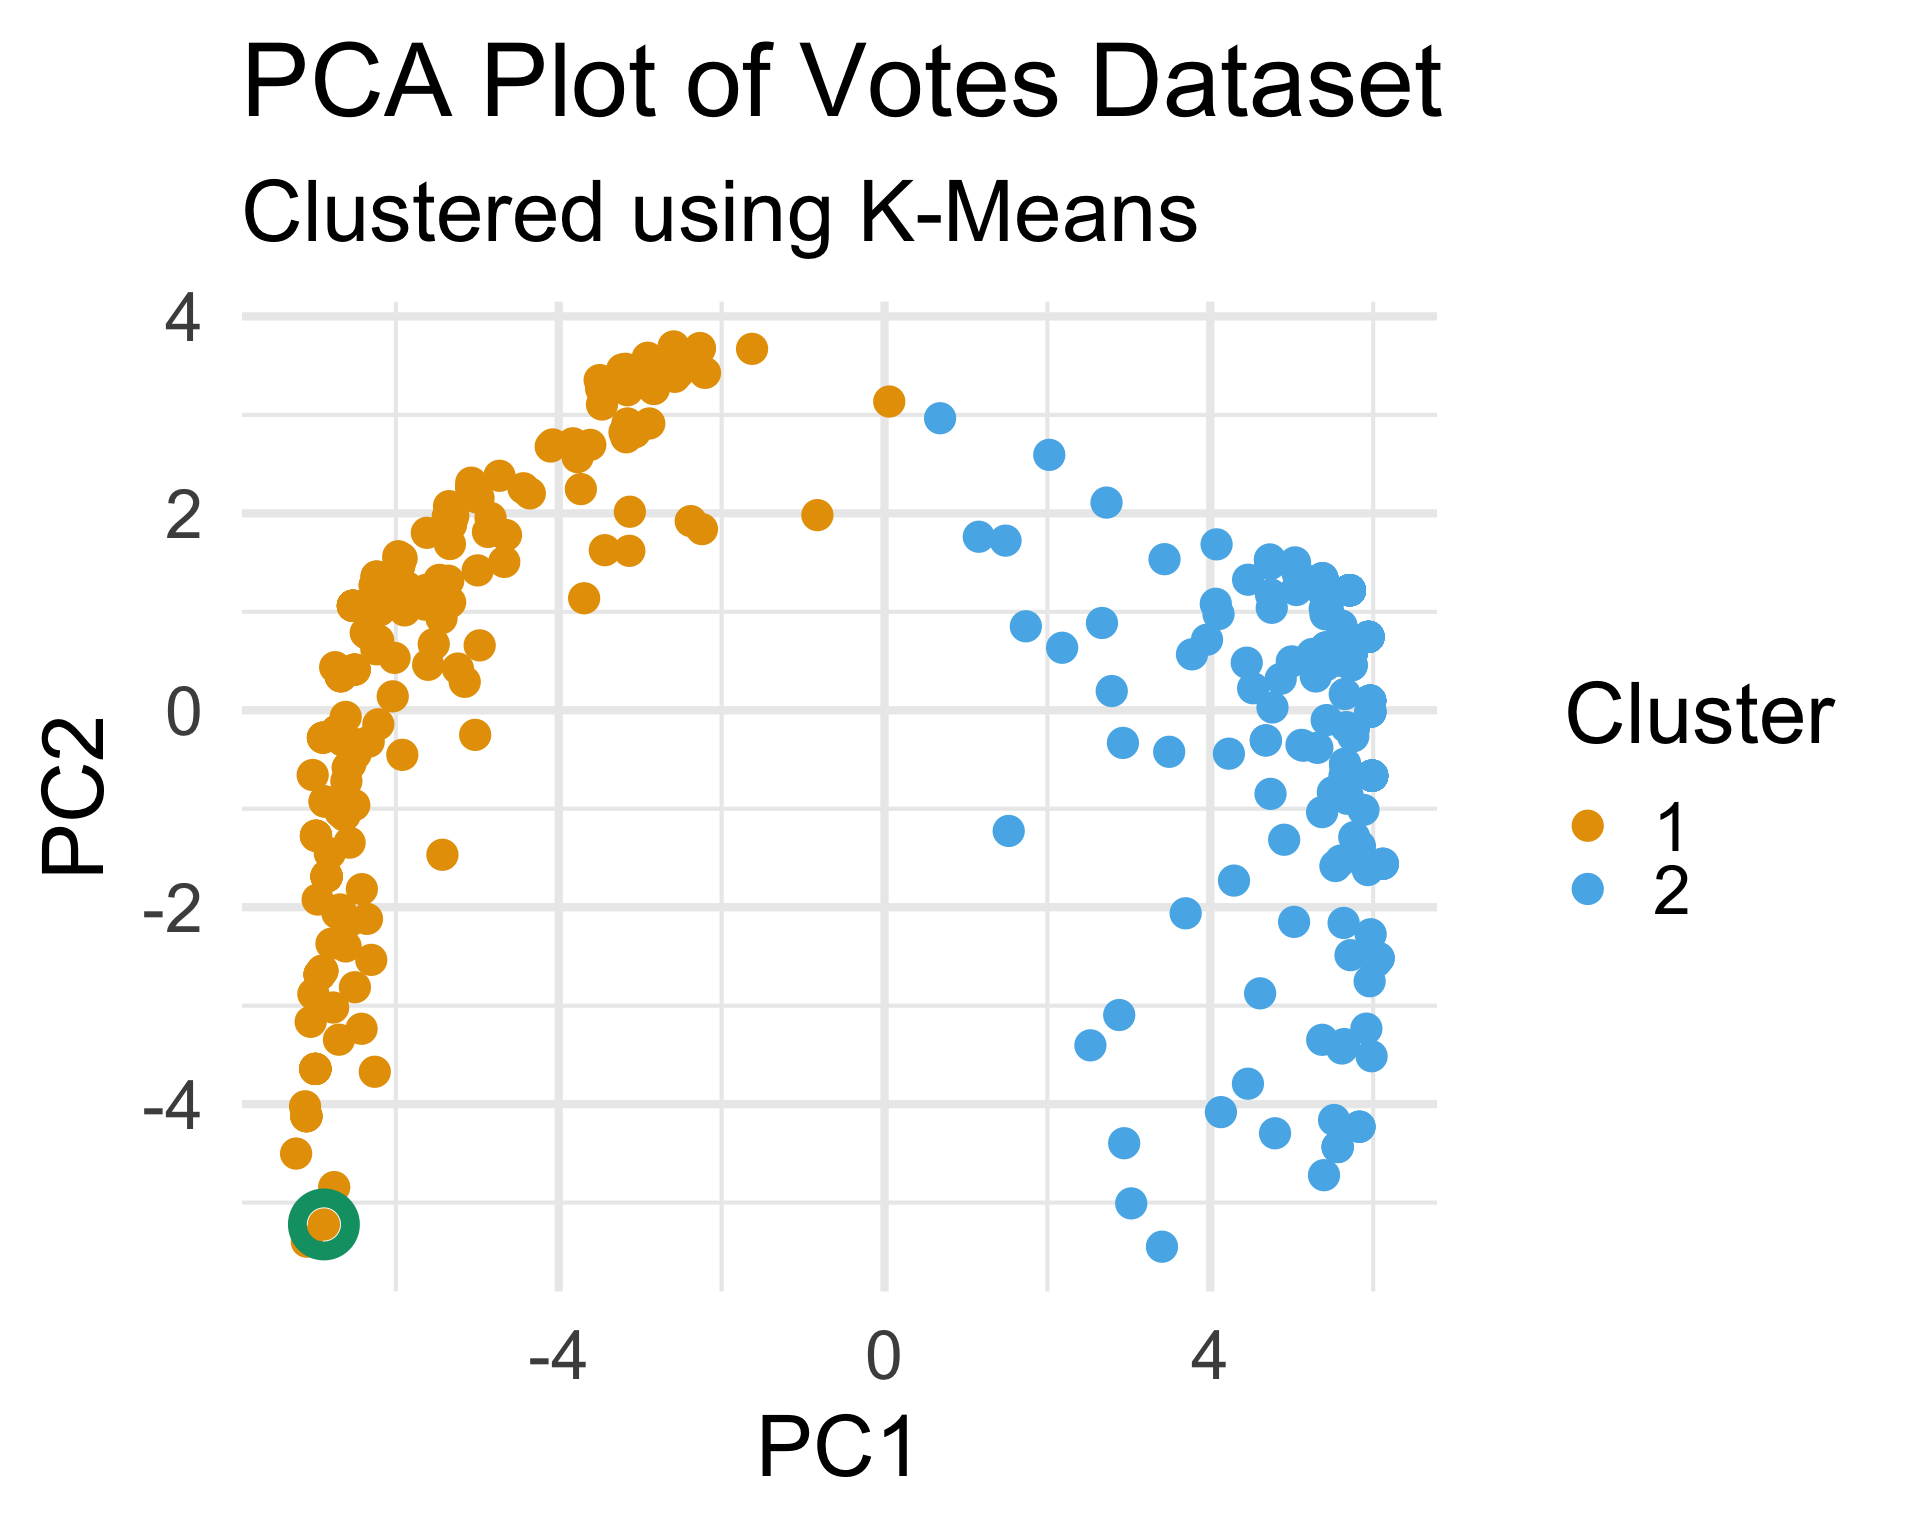 PCA Plot of Votes Dataset
Clustered using K-Means
4
2
0
-2
-4
PC2
-4 0 4
PC1
Cluster
1
2